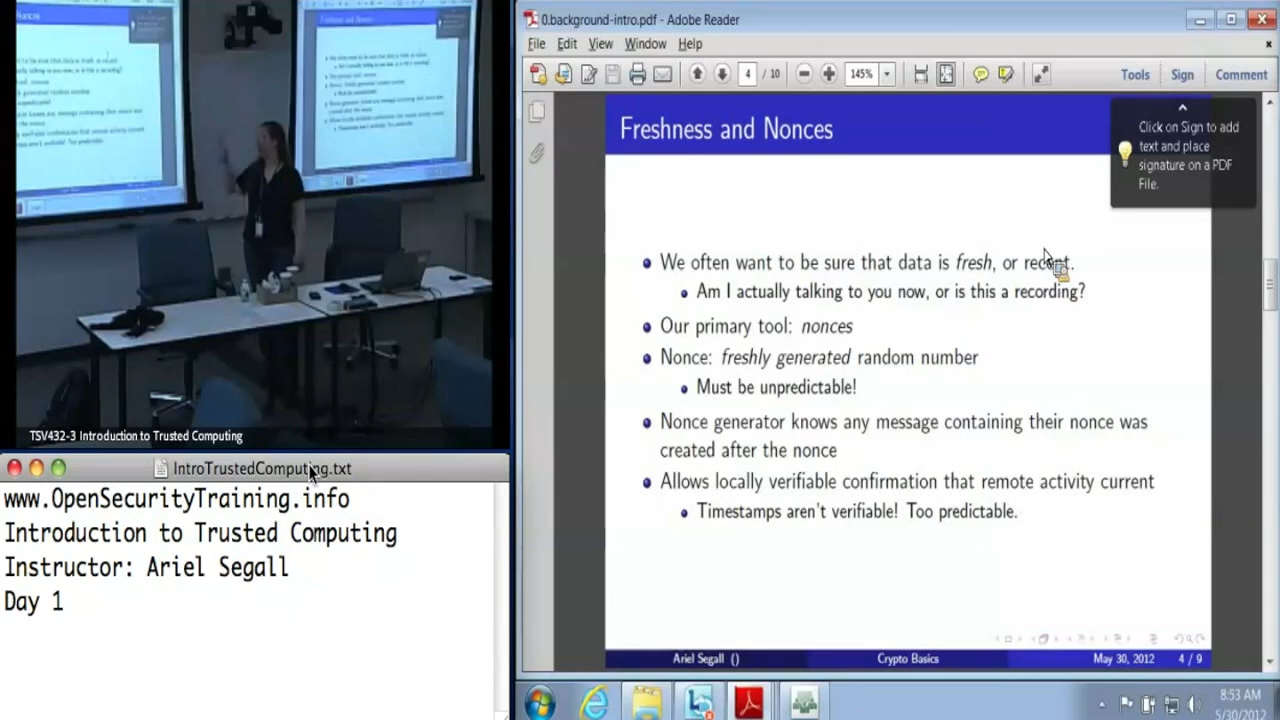 TSV432-3 Introduction to Trusted Computing
IntroTrustedComputing.txt
www.OpenSecurityTraining.info
Introduction to Trusted Computing
Instructor: Ariel Segall
Day 1
0.background-intro.pdf - Adobe Reader
File Edit View Window Help
4 / 10 145% Tools Sign Comment
Freshness and Nonces
Click on Sign to add
text and place
signature on a PDF
File.
We often want to be sure that data is fresh, or recent.
Am I actually talking to you now, or is this a recording?
Our primary tool: nonces
Nonce: freshly generated random number
Must be unpredictable!
Nonce generator knows any message containing their nonce was
created after the nonce
Allows locally verifiable confirmation that remote activity current
Timestamps aren't verifiable! Too predictable.
Ariel Segall () Crypto Basics May 30, 2012 4 / 9
8:53 AM
5/30/2012